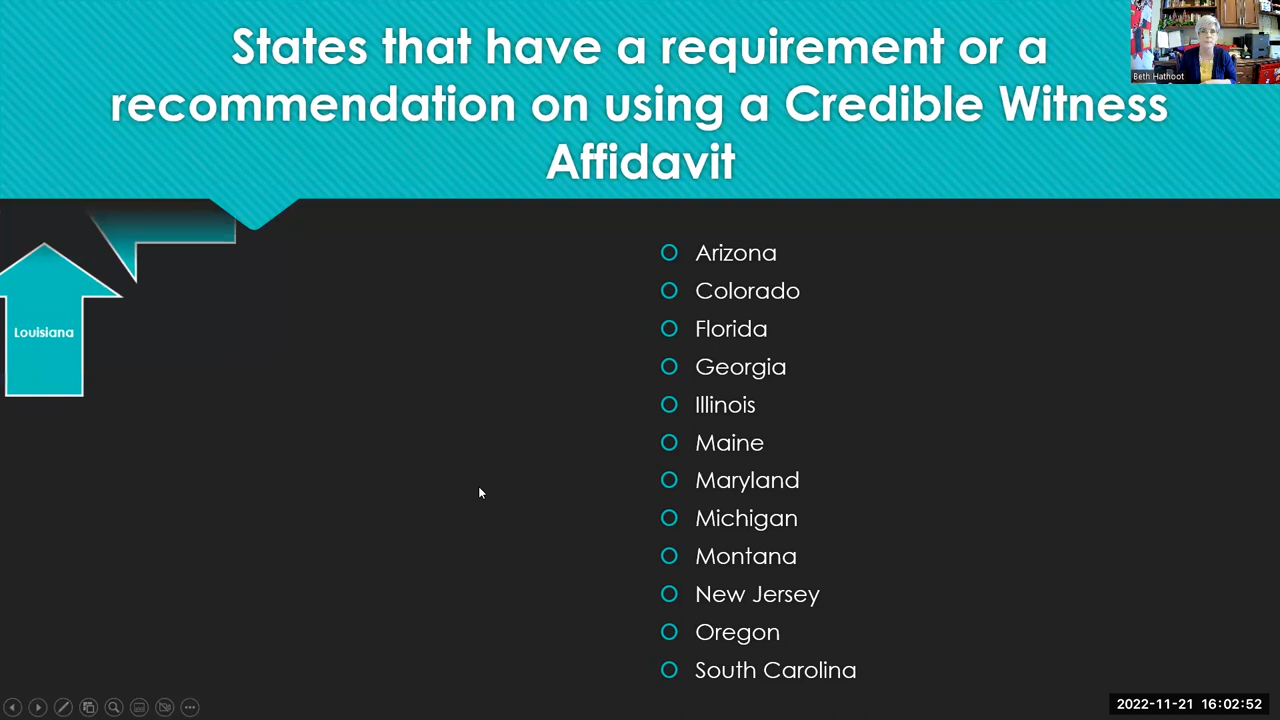 States that have a requirement or a
recommendation on using a Credible Witness
Affidavit
Beth Hathoot
Louisiana
Arizona
Colorado
Florida
Georgia
Illinois
Maine
Maryland
Michigan
Montana
New Jersey
Oregon
South Carolina
2022-11-21 16:02:52